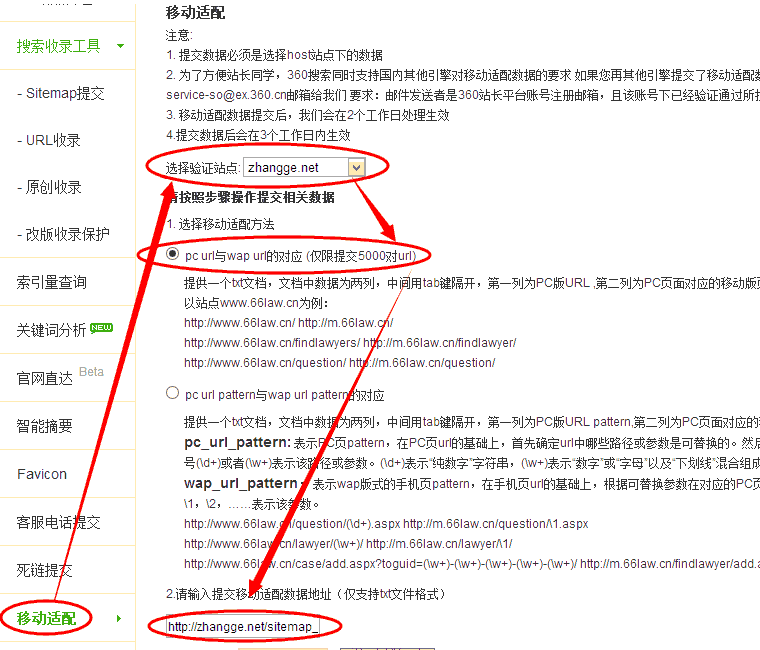 移动适配
注意:
1. 提交数据必须是选择host站点下的数据
2. 为了方便站长同学，360搜索同时支持国内其他引擎对移动适配数据的要求 如果您再其他引擎提交了移动适配数
service-so@ex.360.cn邮箱给我们 要求：邮件发送者是360站长平台账号注册邮箱，且该账号下已经验证通过所
3. 移动适配数据提交后，我们会在2个工作日处理生效
4.提交数据后会在3个工作日内生效
选择验证站点: zhangge.net
请按照步骤操作提交相关数据
1. 选择移动适配方法
pc url与wap url的对应 (仅限提交5000对url)
提供一个txt文档，文档中数据为两列，中间用tab键隔开，第一列为PC版URL ,第二列为PC页面对应的移动版
以站点www.66law.cn为例：
http://www.66law.cn/ http://m.66law.cn/
http://www.66law.cn/findlawyers/ http://m.66law.cn/findlawyer/
http://www.66law.cn/question/ http://m.66law.cn/question/
pc url pattern与wap url pattern的对应
提供一个txt文档，文档中数据为两列，中间用tab键隔开，第一列为PC版URL pattern,第二列为PC页面对应的
pc_url_pattern: 表示PC页pattern，在PC页url的基础上，首先确定url中哪些路径或参数是可替换的。然后
号(\d+)或者(\w+)表示该路径或参数。(\d+)表示“纯数字”字符串，(\w+)表示“数字”或“字母”以及“下划线”混合组成
wap_url_pattern： 表示wap版式的手机页pattern，在手机页url的基础上，根据可替换参数在对应的PC页
\1，\2，……表示该参数。
http://www.66law.cn/question/(\d+).aspx http://m.66law.cn/question/\1.aspx
http://www.66law.cn/lawyer/(\w+)/ http://m.66law.cn/lawyer/\1/
http://www.66law.cn/case/add.aspx?toguid=(\w+)-(\w+)-(\w+)-(\w+)-(\w+)/ http://m.66law.cn/findlawyer/add.a
2.请输入提交移动适配数据地址（仅支持txt文件格式）
http://zhangge.net/sitemap_
搜索收录工具
- Sitemap提交
- URL收录
- 原创收录
- 改版收录保护
索引量查询
关键词分析 NEW
官网直达 Beta
智能摘要
Favicon
客服电话提交
死链提交
移动适配